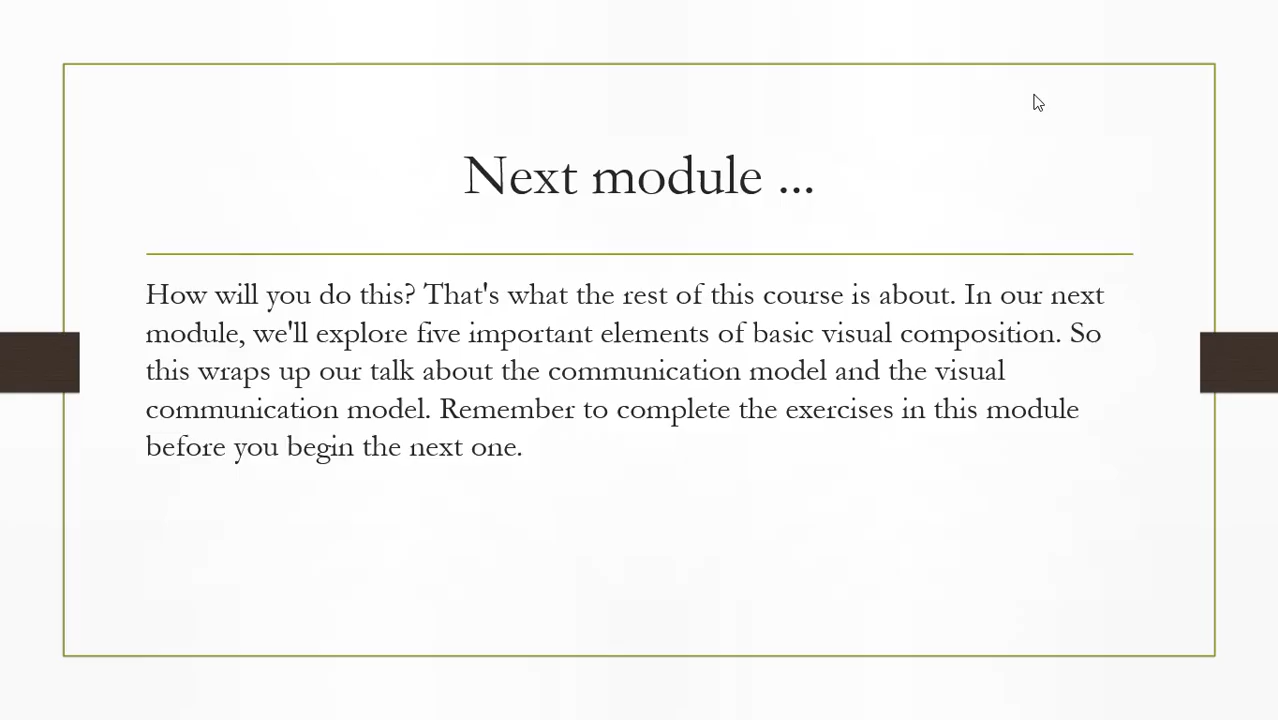 Next module ...
How will you do this? That's what the rest of this course is about. In our next
module, we'll explore five important elements of basic visual composition. So
this wraps up our talk about the communication model and the visual
communication model. Remember to complete the exercises in this module
before you begin the next one.